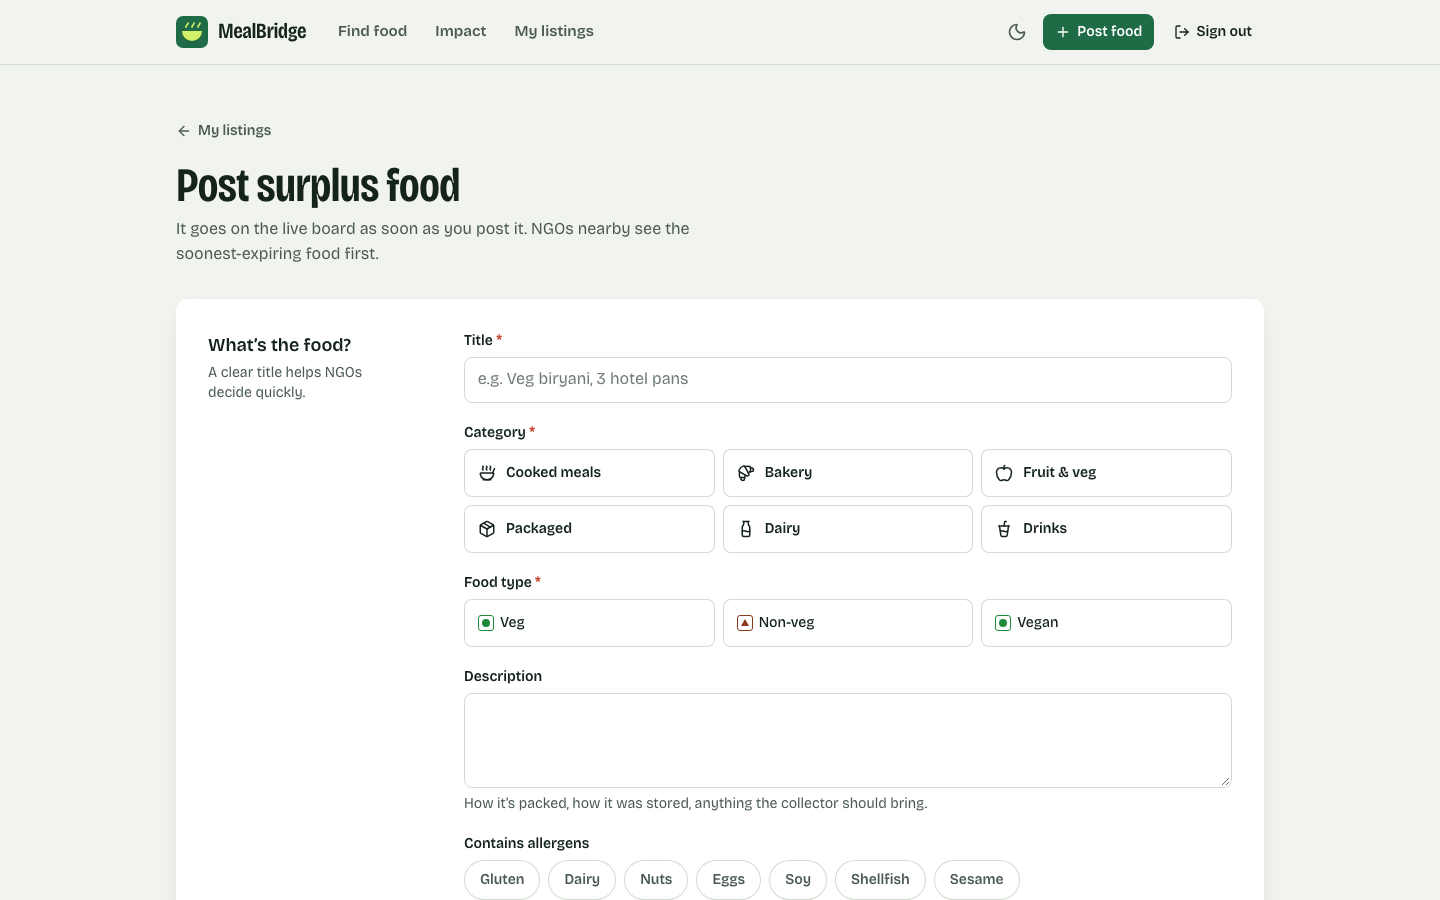 MealBridge
Find food
Impact
My listings
Post food
Sign out
My listings
Post surplus food
It goes on the live board as soon as you post it. NGOs nearby see the
soonest-expiring food first.
What's the food?
A clear title helps NGOs
decide quickly.
Title *
e.g. Veg biryani, 3 hotel pans
Category *
Cooked meals
Bakery
Fruit & veg
Packaged
Dairy
Drinks
Food type *
Veg
Non-veg
Vegan
Description
How it's packed, how it was stored, anything the collector should bring.
Contains allergens
Gluten
Dairy
Nuts
Eggs
Soy
Shellfish
Sesame